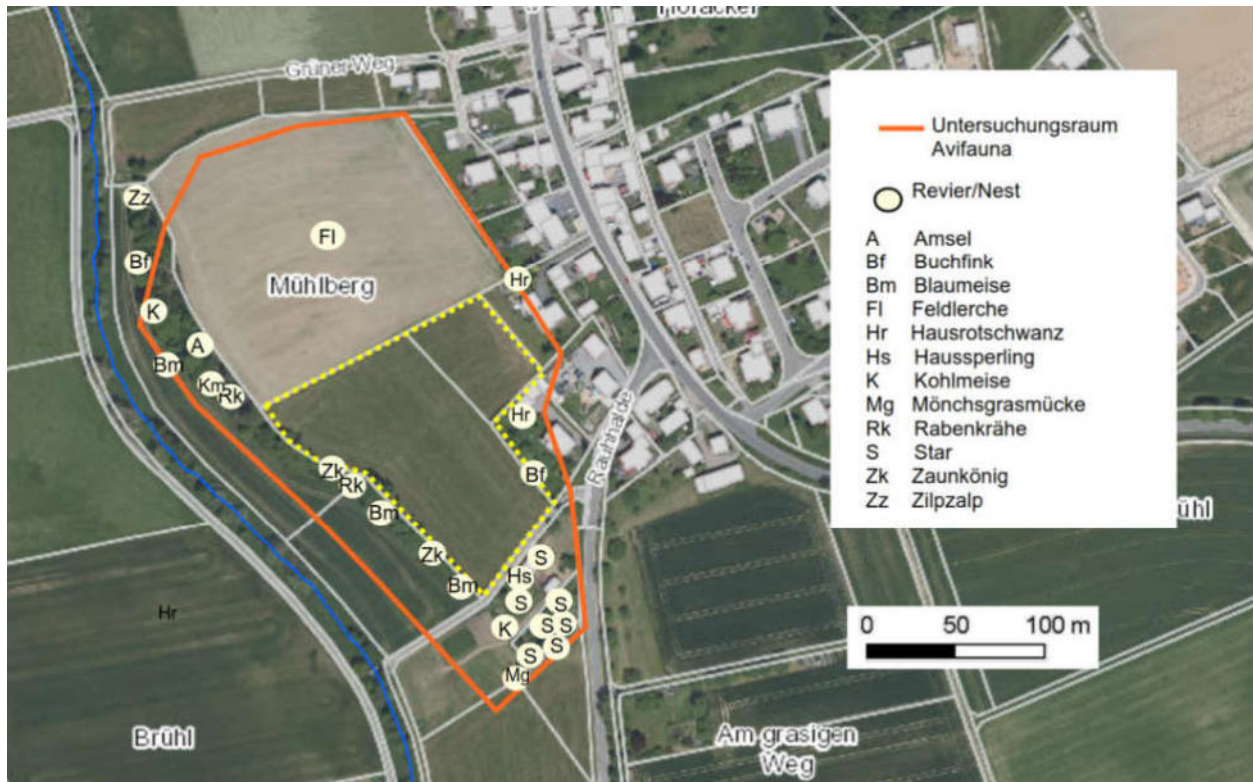 Hofäcker
Grüner Weg
Untersuchungsraum
Avifauna
Revier/Nest
A Amsel
Bf Buchfink
Bm Blaumeise
Fl Feldlerche
Hr Hausrotschwanz
Hs Haussperling
K Kohlmeise
Mg Mönchsgrasmücke
Rk Rabenkrähe
S Star
Zk Zaunkönig
Zz Zilpzalp
Zz
Fl
Bf
Mühlberg
Hr
K
A
Bm
Km
Rk
Hr
Rauhhalde
Zk
Bf
Rk
Bm
ühl
Zk
S
Bm
Hs
S
S
Hr
K
S
S
S
S
Mg
0 50 100 m
Brühl
Am grasigen
Weg